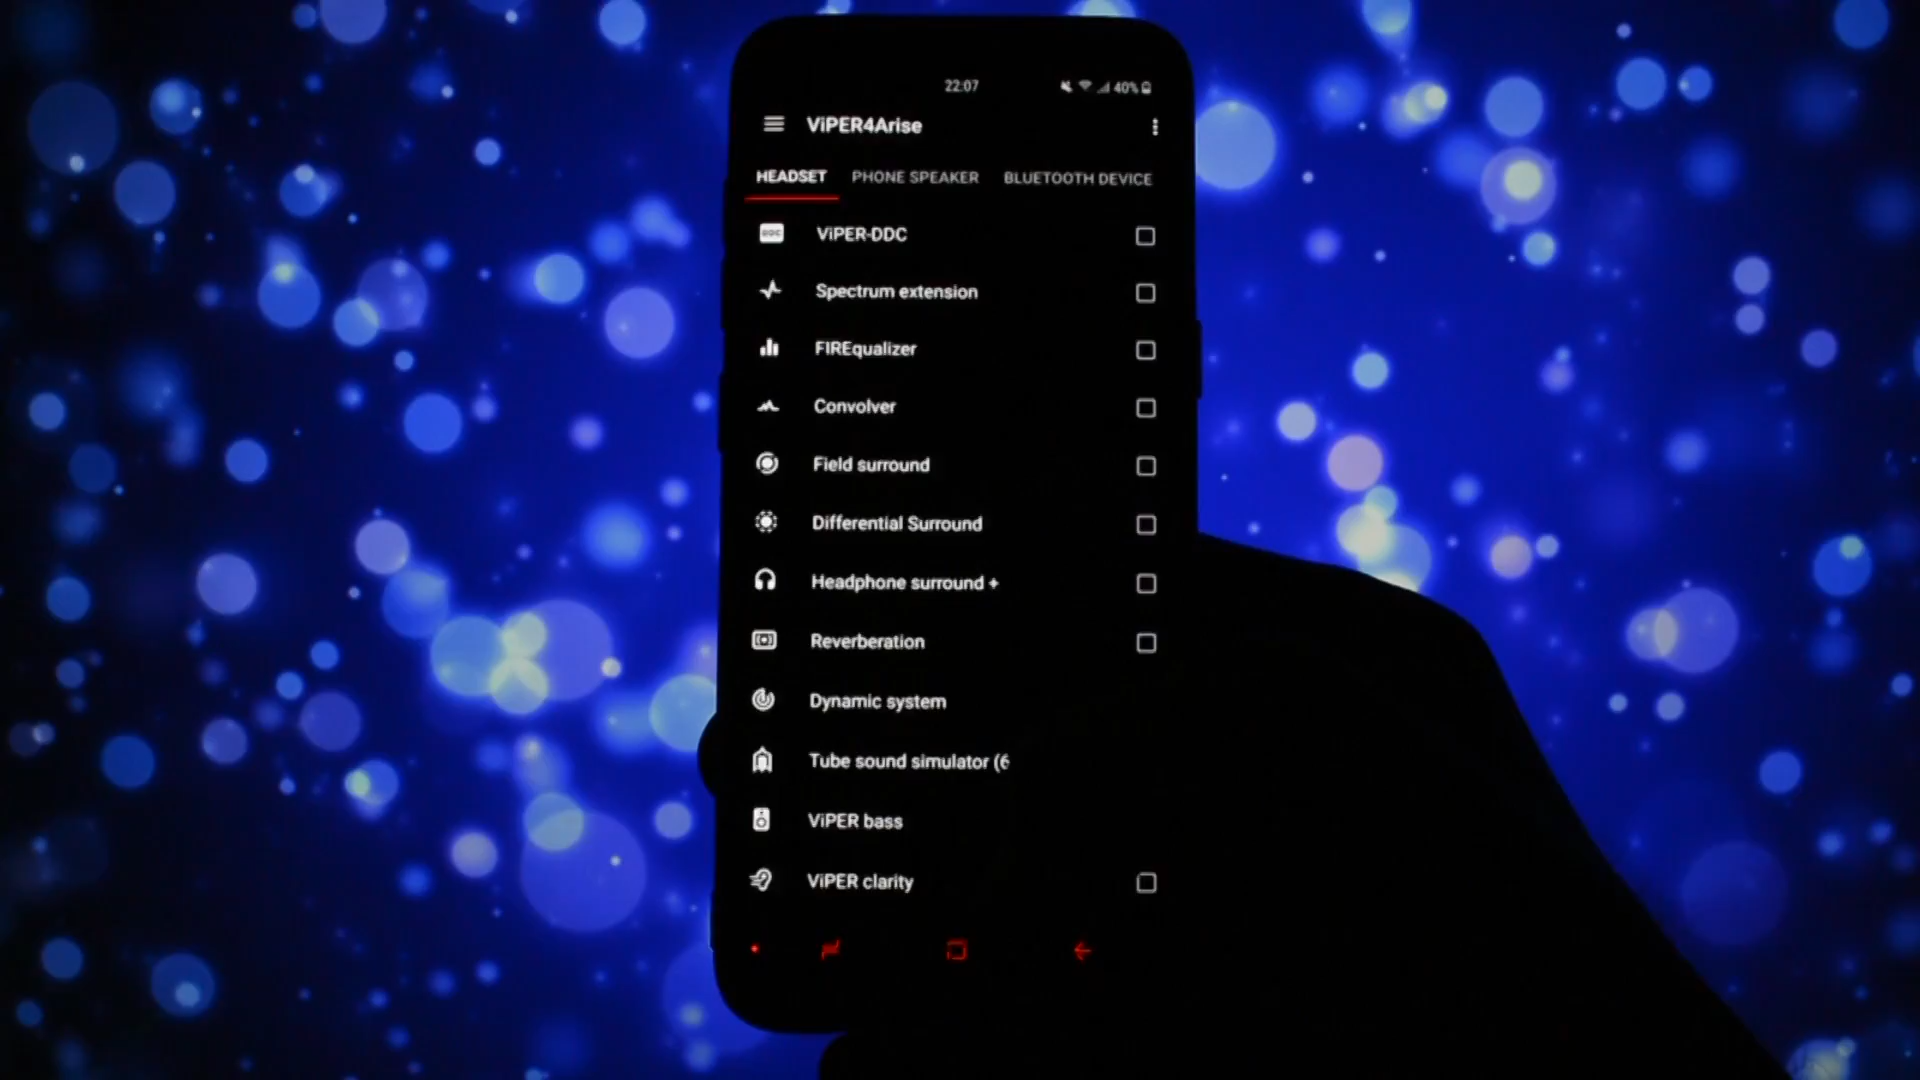 22:07 40%
ViPER4Arise
HEADSET PHONE SPEAKER BLUETOOTH DEVICE
ViPER-DDC
Spectrum extension
FIREqualizer
Convolver
Field surround
Differential Surround
Headphone surround +
Reverberation
Dynamic system
Tube sound simulator (6
ViPER bass
ViPER clarity